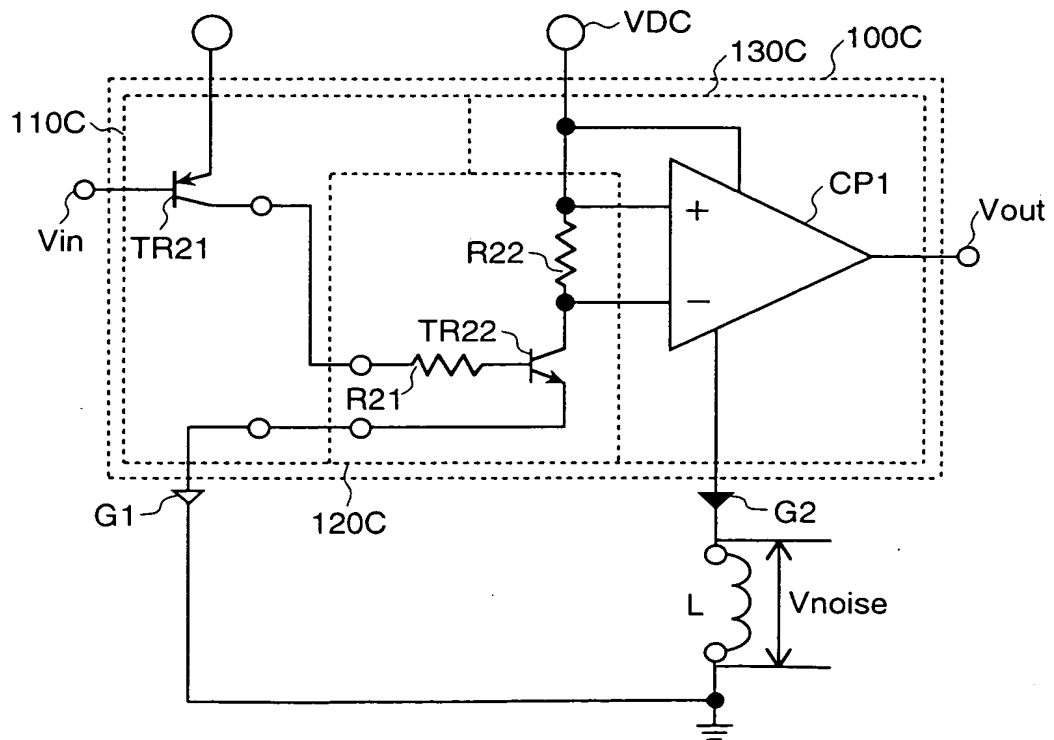 VDC
100C
130C
110C
CP1
Vin
TR21
+
Vout
R22
−
TR22
R21
G1
120C
G2
L
Vnoise